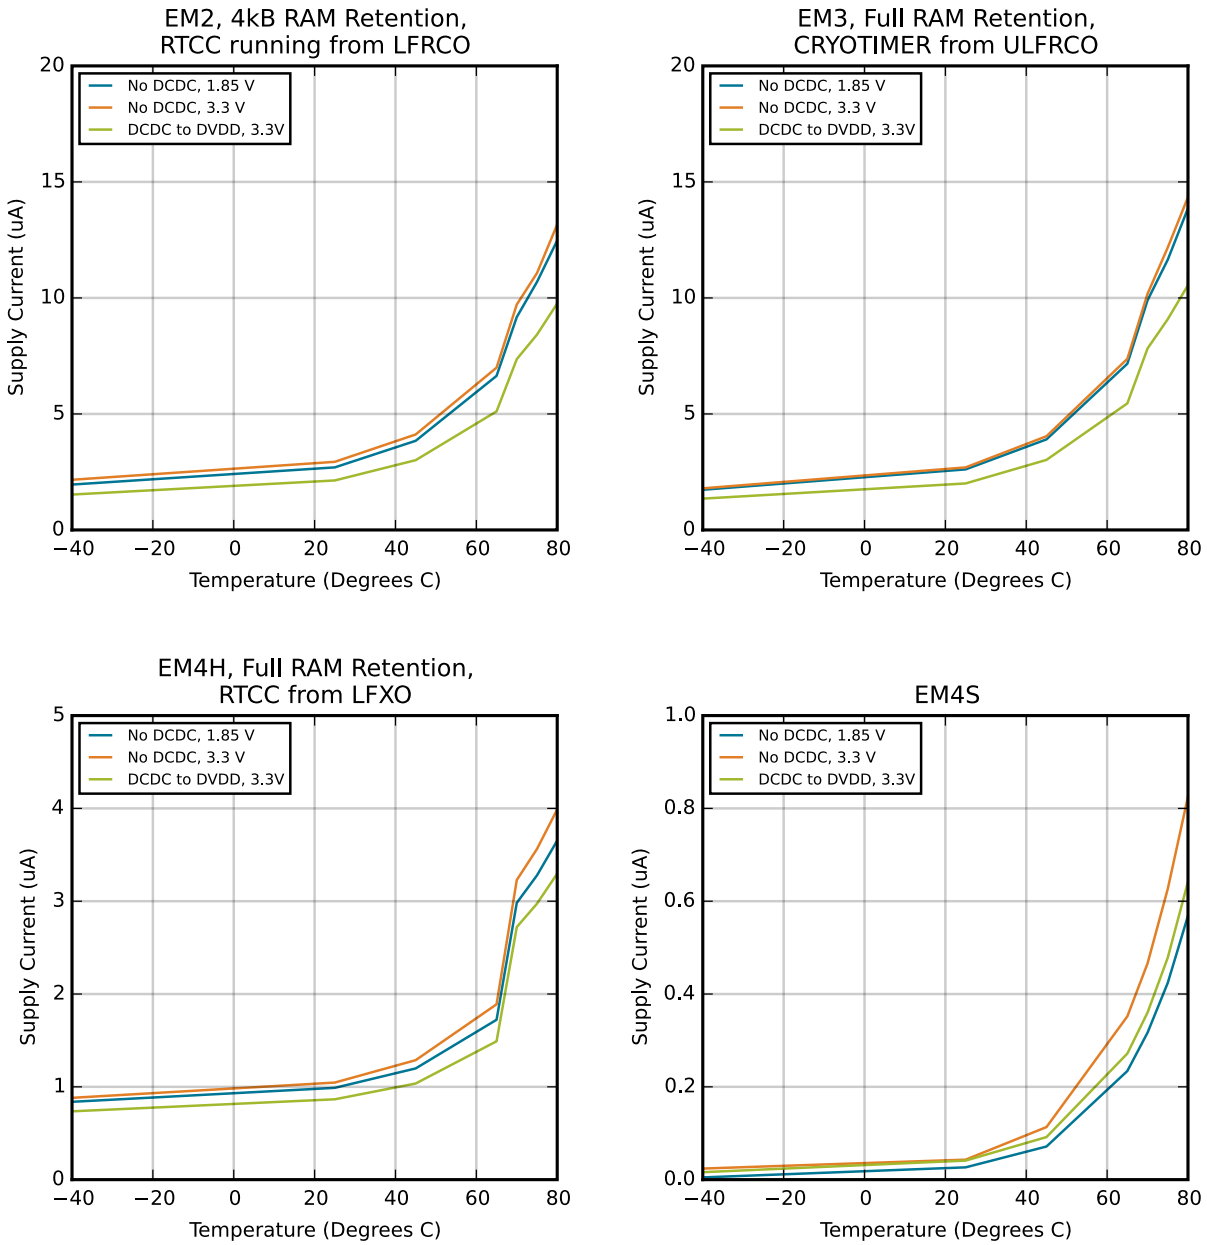 EM2, 4kB RAM Retention,
RTCC running from LFRCO
20
15
10
5
0
Supply Current (uA)
No DCDC, 1.85 V
No DCDC, 3.3 V
DCDC to DVDD, 3.3V
−40 −20 0 20 40 60 80
Temperature (Degrees C)
EM3, Full RAM Retention,
CRYOTIMER from ULFRCO
20
15
10
5
0
Supply Current (uA)
No DCDC, 1.85 V
No DCDC, 3.3 V
DCDC to DVDD, 3.3V
−40 −20 0 20 40 60 80
Temperature (Degrees C)
EM4H, Full RAM Retention,
RTCC from LFXO
5
4
3
2
1
0
Supply Current (uA)
No DCDC, 1.85 V
No DCDC, 3.3 V
DCDC to DVDD, 3.3V
−40 −20 0 20 40 60 80
Temperature (Degrees C)
EM4S
1.0
0.8
0.6
0.4
0.2
0.0
Supply Current (uA)
No DCDC, 1.85 V
No DCDC, 3.3 V
DCDC to DVDD, 3.3V
−40 −20 0 20 40 60 80
Temperature (Degrees C)